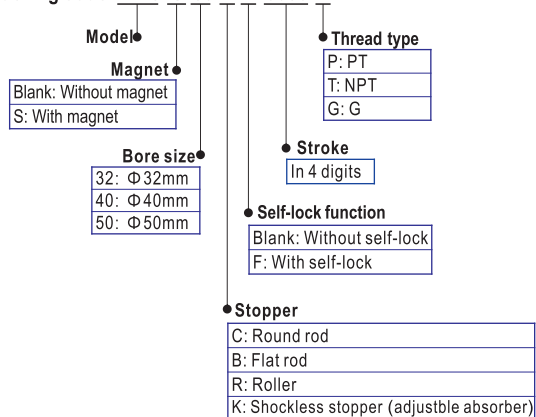 Model
Thread type
P: PT
T: NPT
G: G
Magnet
Blank: Without magnet
S: With magnet
Stroke
In 4 digits
Bore size
32: Φ32mm
40: Φ40mm
50: Φ50mm
Self-lock function
Blank: Without self-lock
F: With self-lock
Stopper
C: Round rod
B: Flat rod
R: Roller
K: Shockless stopper (adjustble absorber)